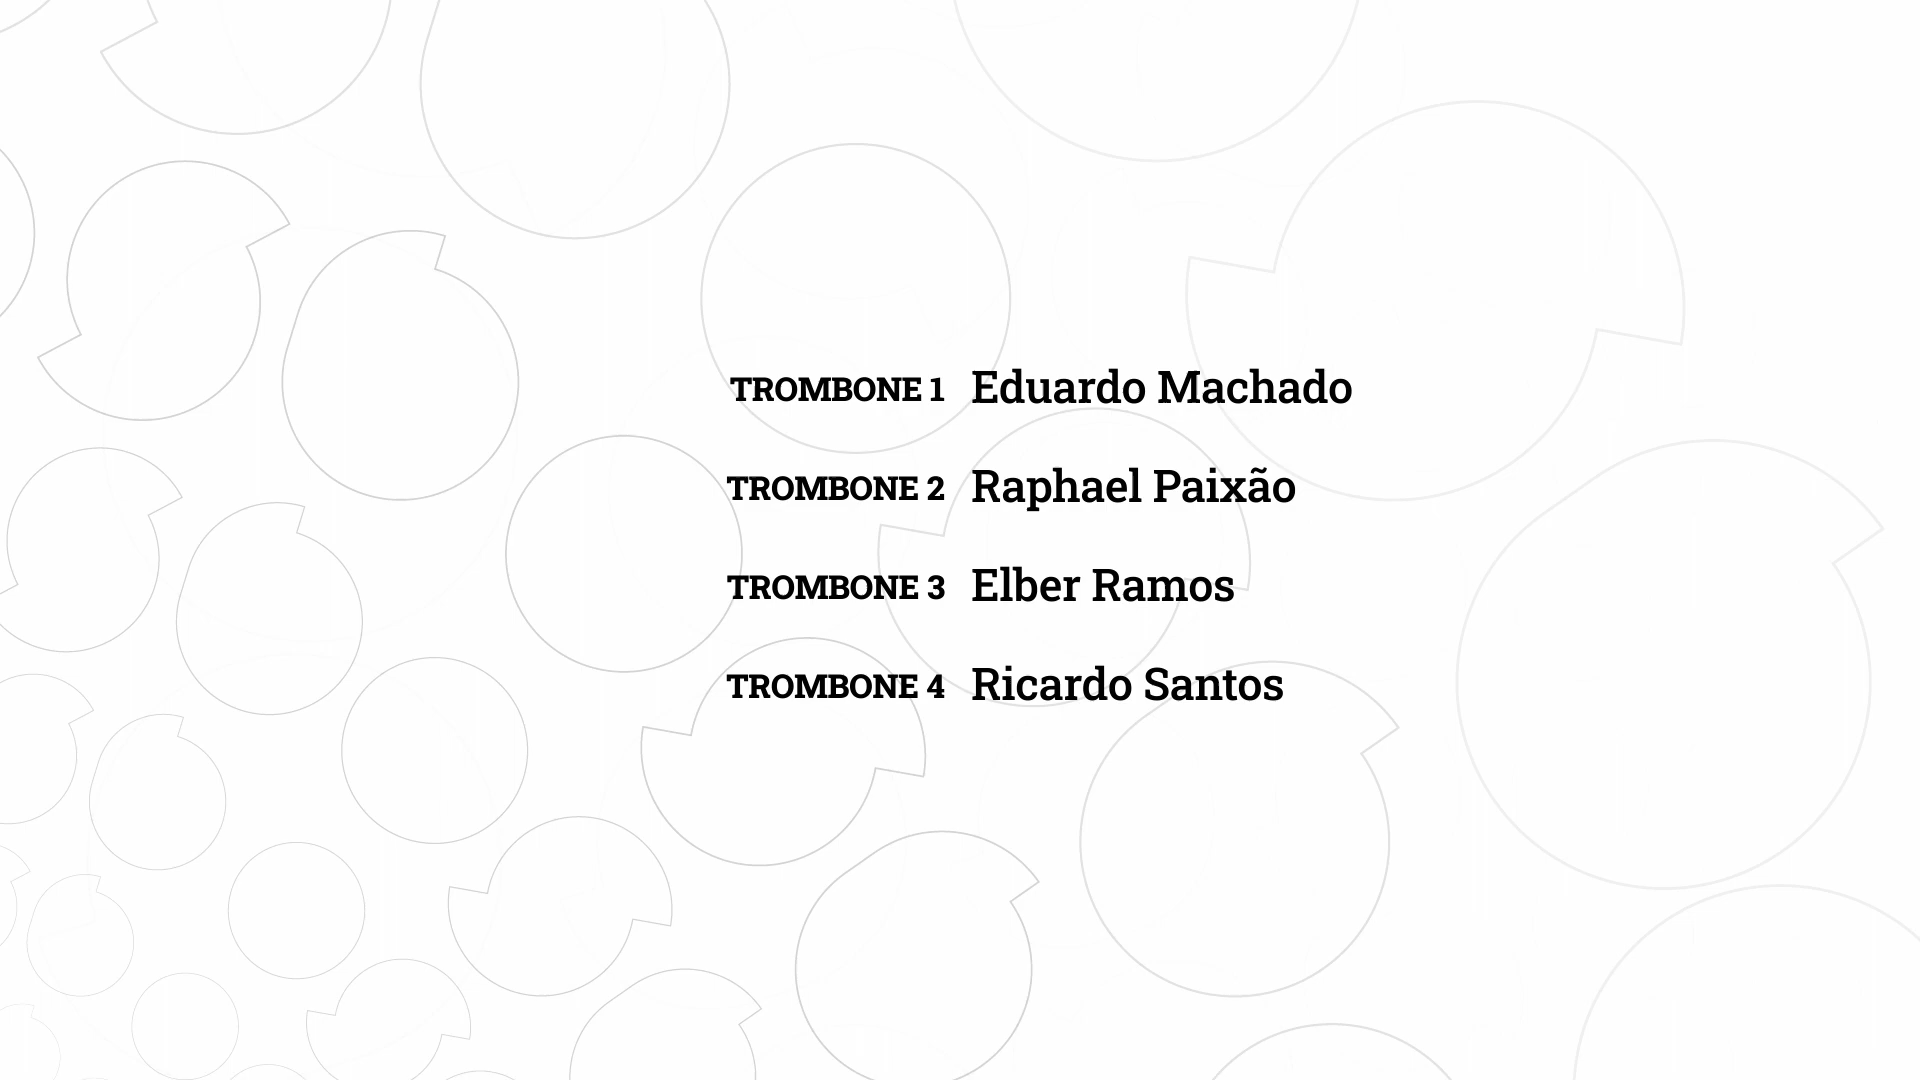 TROMBONE 1 Eduardo Machado
TROMBONE 2 Raphael Paixão
TROMBONE 3 Elber Ramos
TROMBONE 4 Ricardo Santos